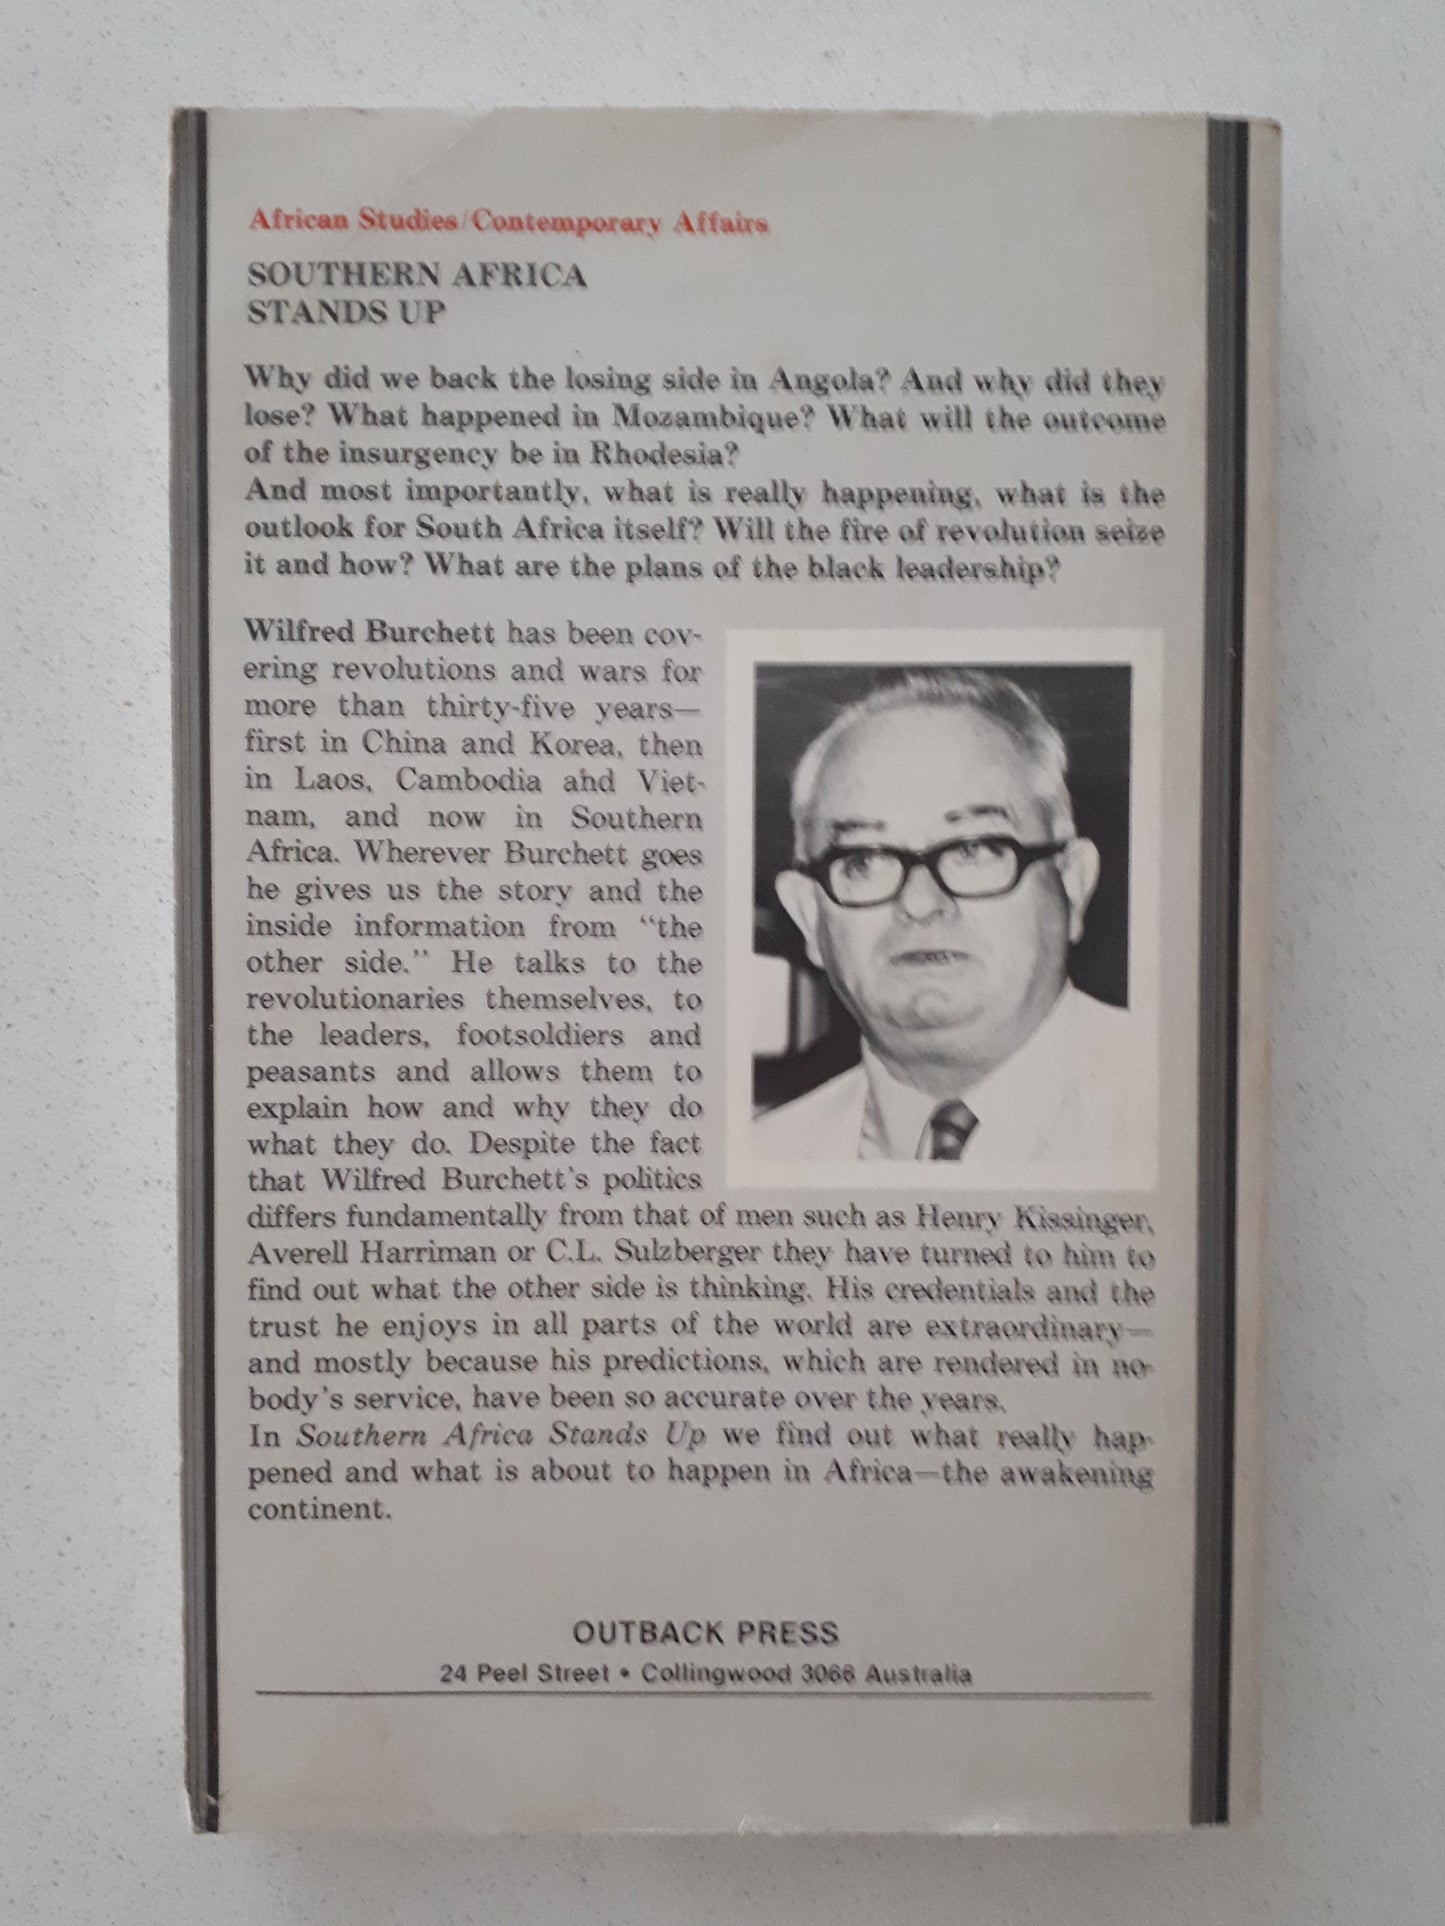 African Studies/Contemporary Affairs
SOUTHERN AFRICA
STANDS UP
Why did we back the losing side in Angola? And why did they
lose? What happened in Mozambique? What will the outcome
of the insurgency be in Rhodesia?
And most importantly, what is really happening, what is the
outlook for South Africa itself? Will the fire of revolution seize
it and how? What are the plans of the black leadership?
Wilfred Burchett has been cov-
ering revolutions and wars for
more than thirty-five years—
first in China and Korea, then
in Laos, Cambodia and Viet-
nam, and now in Southern
Africa. Wherever Burchett goes
he gives us the story and the
inside information from “the
other side.” He talks to the
revolutionaries themselves, to
the leaders, footsoldiers and
peasants and allows them to
explain how and why they do
what they do. Despite the fact
that Wilfred Burchett's politics
differs fundamentally from that of men such as Henry Kissinger,
Averell Harriman or C.L. Sulzberger they have turned to him to
find out what the other side is thinking. His credentials and the
trust he enjoys in all parts of the world are extraordinary—
and mostly because his predictions, which are rendered in no-
body's service, have been so accurate over the years.
In Southern Africa Stands Up we find out what really hap-
pened and what is about to happen in Africa—the awakening
continent.
OUTBACK PRESS
24 Peel Street • Collingwood 3066 Australia